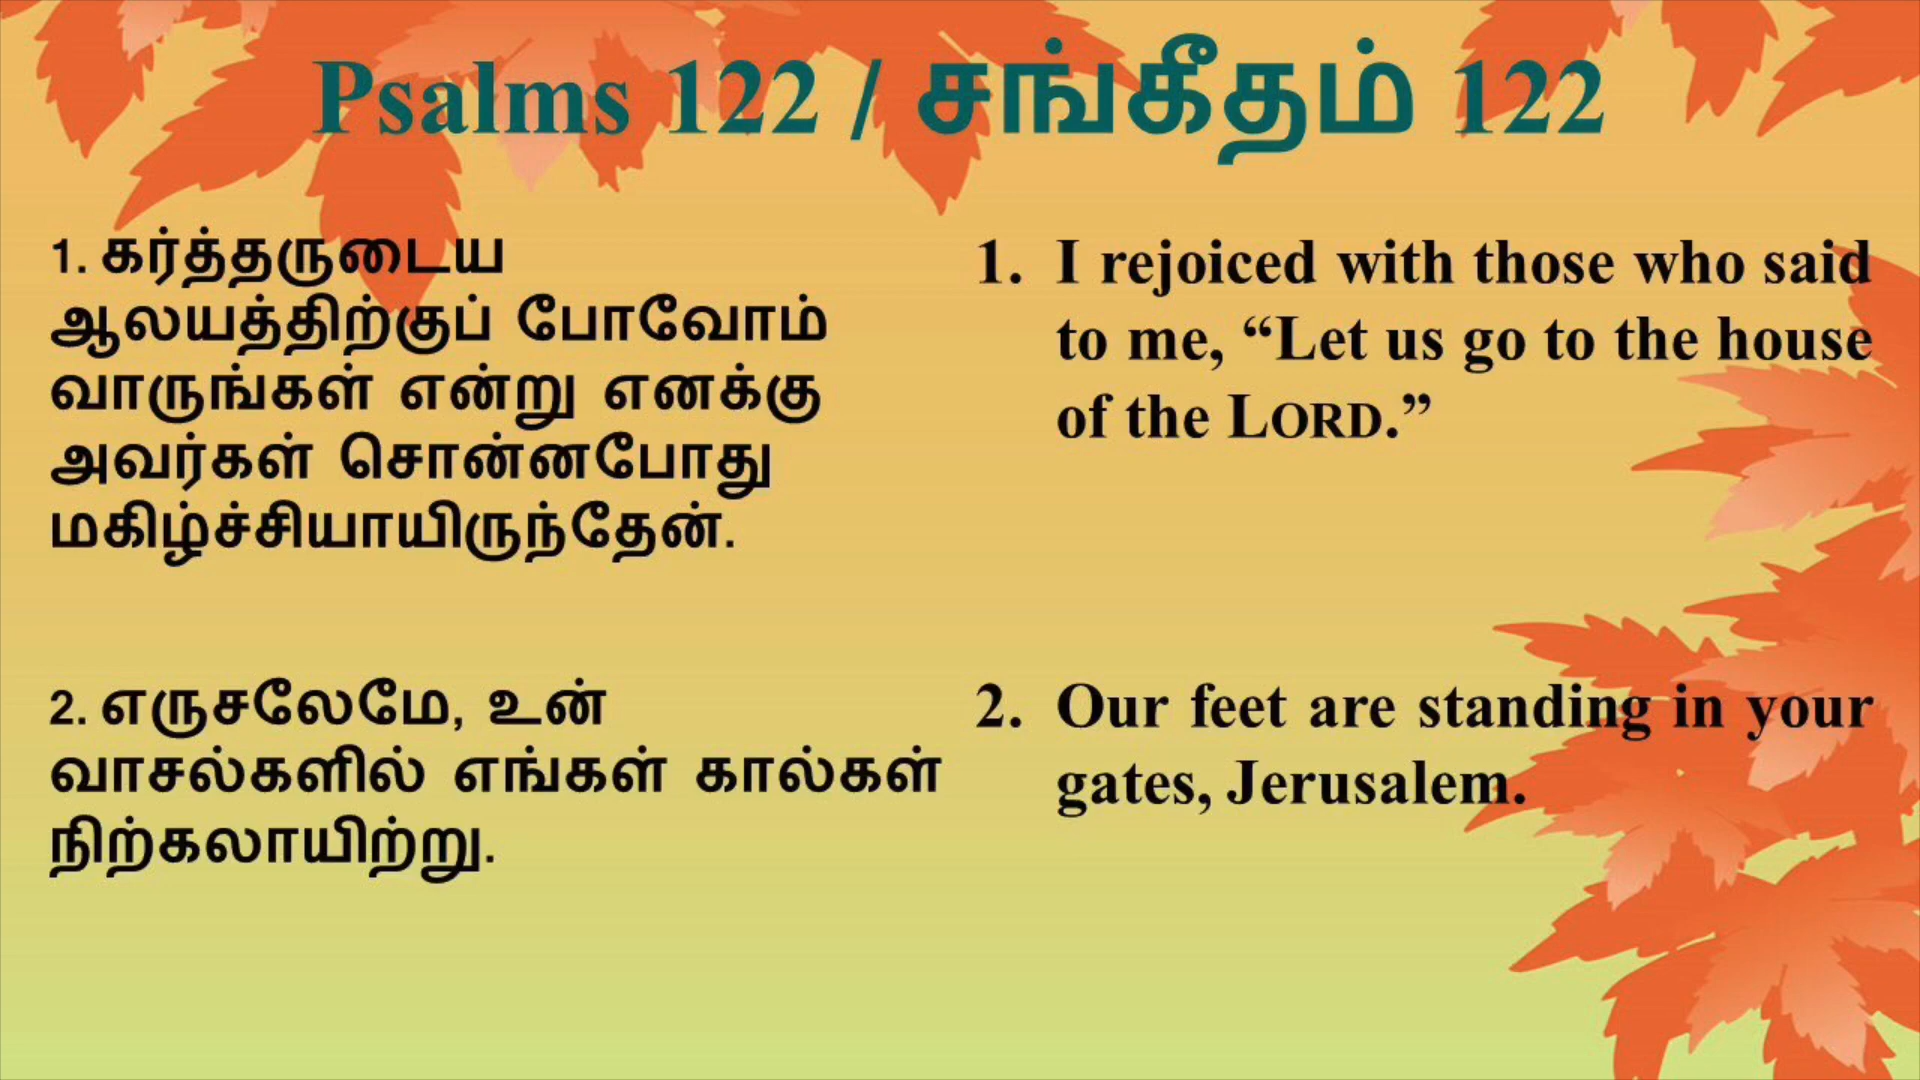 Psalms 122 / சங்கீதம் 122
1. கர்த்தருடைய
ஆலயத்திற்குப் போவோம்
வாருங்கள் என்று எனக்கு
அவர்கள் சொன்னபோது
மகிழ்ச்சியாயிருந்தேன்.
2. எருசலேமே, உன்
வாசல்களில் எங்கள் கால்கள்
நிற்கலாயிற்று.
1. I rejoiced with those who said
to me, “Let us go to the house
of the LORD.”
2. Our feet are standing in your
gates, Jerusalem.